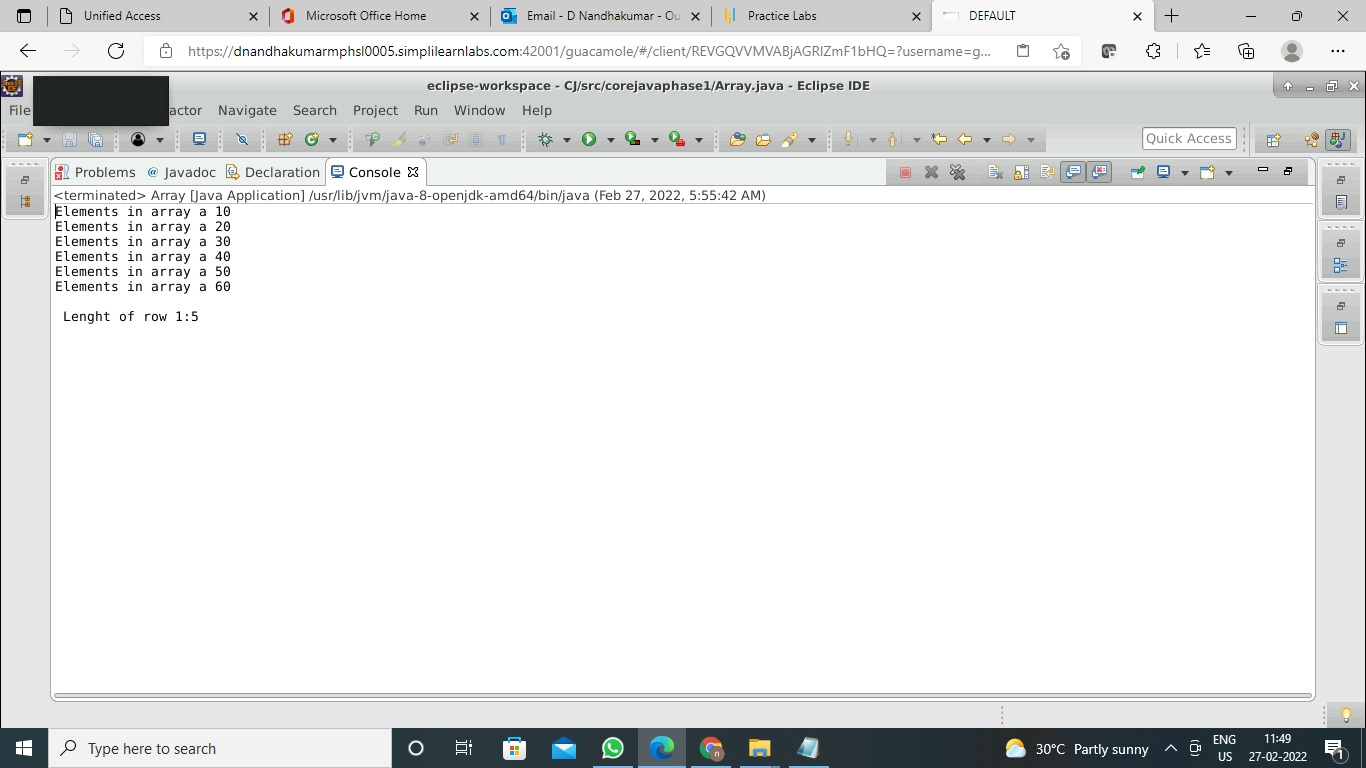 Unified Access
Microsoft Office Home
Email - D Nandhakumar - Ou
Practice Labs
DEFAULT
https://dnandhakumarmphsl0005.simplilearnlabs.com:42001/guacamole/#/client/REVGQVVMVABjAGRlZmF1bHQ=?username=g...
eclipse-workspace - CJ/src/corejavaphase1/Array.java - Eclipse IDE
File actor Navigate Search Project Run Window Help
Quick Access
Problems @ Javadoc Declaration Console
<terminated> Array [Java Application] /usr/lib/jvm/java-8-openjdk-amd64/bin/java (Feb 27, 2022, 5:55:42 AM)
Elements in array a 10
Elements in array a 20
Elements in array a 30
Elements in array a 40
Elements in array a 50
Elements in array a 60
Lenght of row 1:5
Type here to search
30°C Partly sunny
ENG
US
11:49
27-02-2022
1